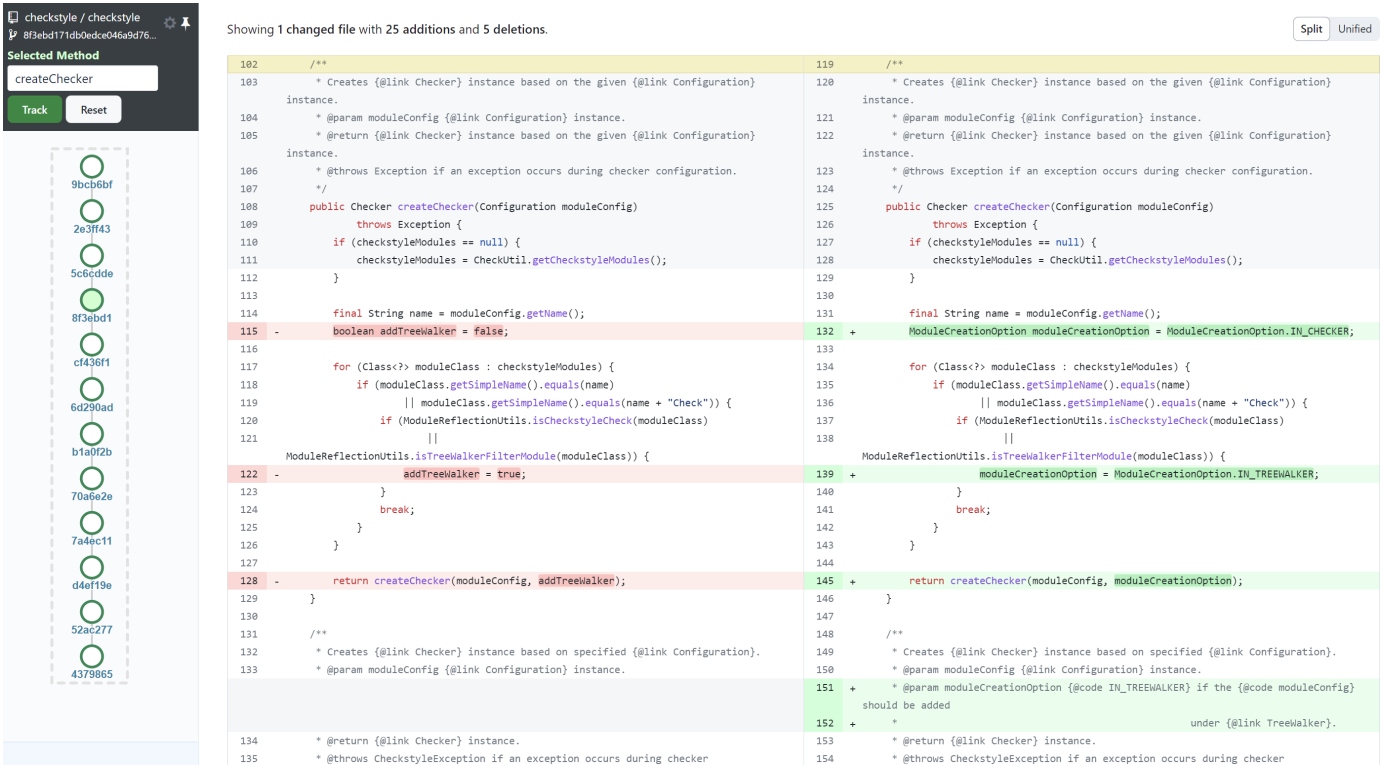 checkstyle / checkstyle
8f3ebd171db0edce046a9d76...
Selected Method
createChecker
Track Reset
9bcb6bf
2e3ff43
5c6cdde
8f3ebd1
cf436f1
6d290ad
b1a0f2b
70a6e2e
7a4ec11
d4ef19e
52ac277
4379865
Showing 1 changed file with 25 additions and 5 deletions.
Split Unified
102 /**
103 * Creates {@link Checker} instance based on the given {@link Configuration}
instance.
104 * @param moduleConfig {@link Configuration} instance.
105 * @return {@link Checker} instance based on the given {@link Configuration}
instance.
106 * @throws Exception if an exception occurs during checker configuration.
107 */
108 public Checker createChecker(Configuration moduleConfig)
109 throws Exception {
110 if (checkstyleModules == null) {
111 checkstyleModules = CheckUtil.getCheckstyleModules();
112 }
113
114 final String name = moduleConfig.getName();
115 - boolean addTreeWalker = false;
116
117 for (Class<?> moduleClass : checkstyleModules) {
118 if (moduleClass.getSimpleName().equals(name)
119 || moduleClass.getSimpleName().equals(name + "Check")) {
120 if (ModuleReflectionUtils.isCheckstyleCheck(moduleClass)
121 ||
ModuleReflectionUtils.isTreeWalkerFilterModule(moduleClass)) {
122 - addTreeWalker = true;
123 }
124 break;
125 }
126 }
127
128 - return createChecker(moduleConfig, addTreeWalker);
129 }
130
131 /**
132 * Creates {@link Checker} instance based on specified {@link Configuration}.
133 * @param moduleConfig {@link Configuration} instance.
134 * @return {@link Checker} instance.
135 * @throws CheckstyleException if an exception occurs during checker
119 /**
120 * Creates {@link Checker} instance based on the given {@link Configuration}
instance.
121 * @param moduleConfig {@link Configuration} instance.
122 * @return {@link Checker} instance based on the given {@link Configuration}
instance.
123 * @throws Exception if an exception occurs during checker configuration.
124 */
125 public Checker createChecker(Configuration moduleConfig)
126 throws Exception {
127 if (checkstyleModules == null) {
128 checkstyleModules = CheckUtil.getCheckstyleModules();
129 }
130
131 final String name = moduleConfig.getName();
132 + ModuleCreationOption moduleCreationOption = ModuleCreationOption.IN_CHECKER;
133
134 for (Class<?> moduleClass : checkstyleModules) {
135 if (moduleClass.getSimpleName().equals(name)
136 || moduleClass.getSimpleName().equals(name + "Check")) {
137 if (ModuleReflectionUtils.isCheckstyleCheck(moduleClass)
138 ||
ModuleReflectionUtils.isTreeWalkerFilterModule(moduleClass)) {
139 + moduleCreationOption = ModuleCreationOption.IN_TREEWALKER;
140 }
141 break;
142 }
143 }
144
145 + return createChecker(moduleConfig, moduleCreationOption);
146 }
147
148 /**
149 * Creates {@link Checker} instance based on specified {@link Configuration}.
150 * @param moduleConfig {@link Configuration} instance.
151 + * @param moduleCreationOption {@code IN_TREEWALKER} if the {@code moduleConfig}
should be added
152 + * under {@link TreeWalker}.
153 * @return {@link Checker} instance.
154 * @throws CheckstyleException if an exception occurs during checker